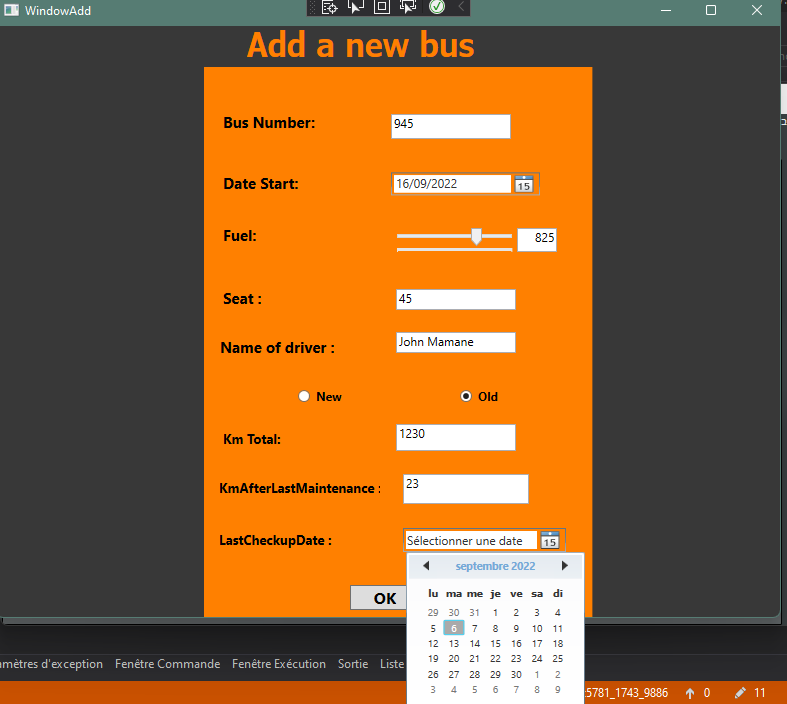 WindowAdd
Add a new bus
Bus Number:
945
Date Start:
16/09/2022
15
Fuel:
825
Seat :
45
Name of driver :
John Mamane
New
Old
Km Total:
1230
KmAfterLastMaintenance :
23
LastCheckupDate :
Sélectionner une date
15
OK
septembre 2022
lu ma me je ve sa di
29 30 31 1 2 3 4
5 6 7 8 9 10 11
12 13 14 15 16 17 18
19 20 21 22 23 24 25
26 27 28 29 30 1 2
3 4 5 6 7 8 9
mètres d'exception Fenêtre Commande Fenêtre Exécution Sortie Liste
5781_1743_9886 0 11